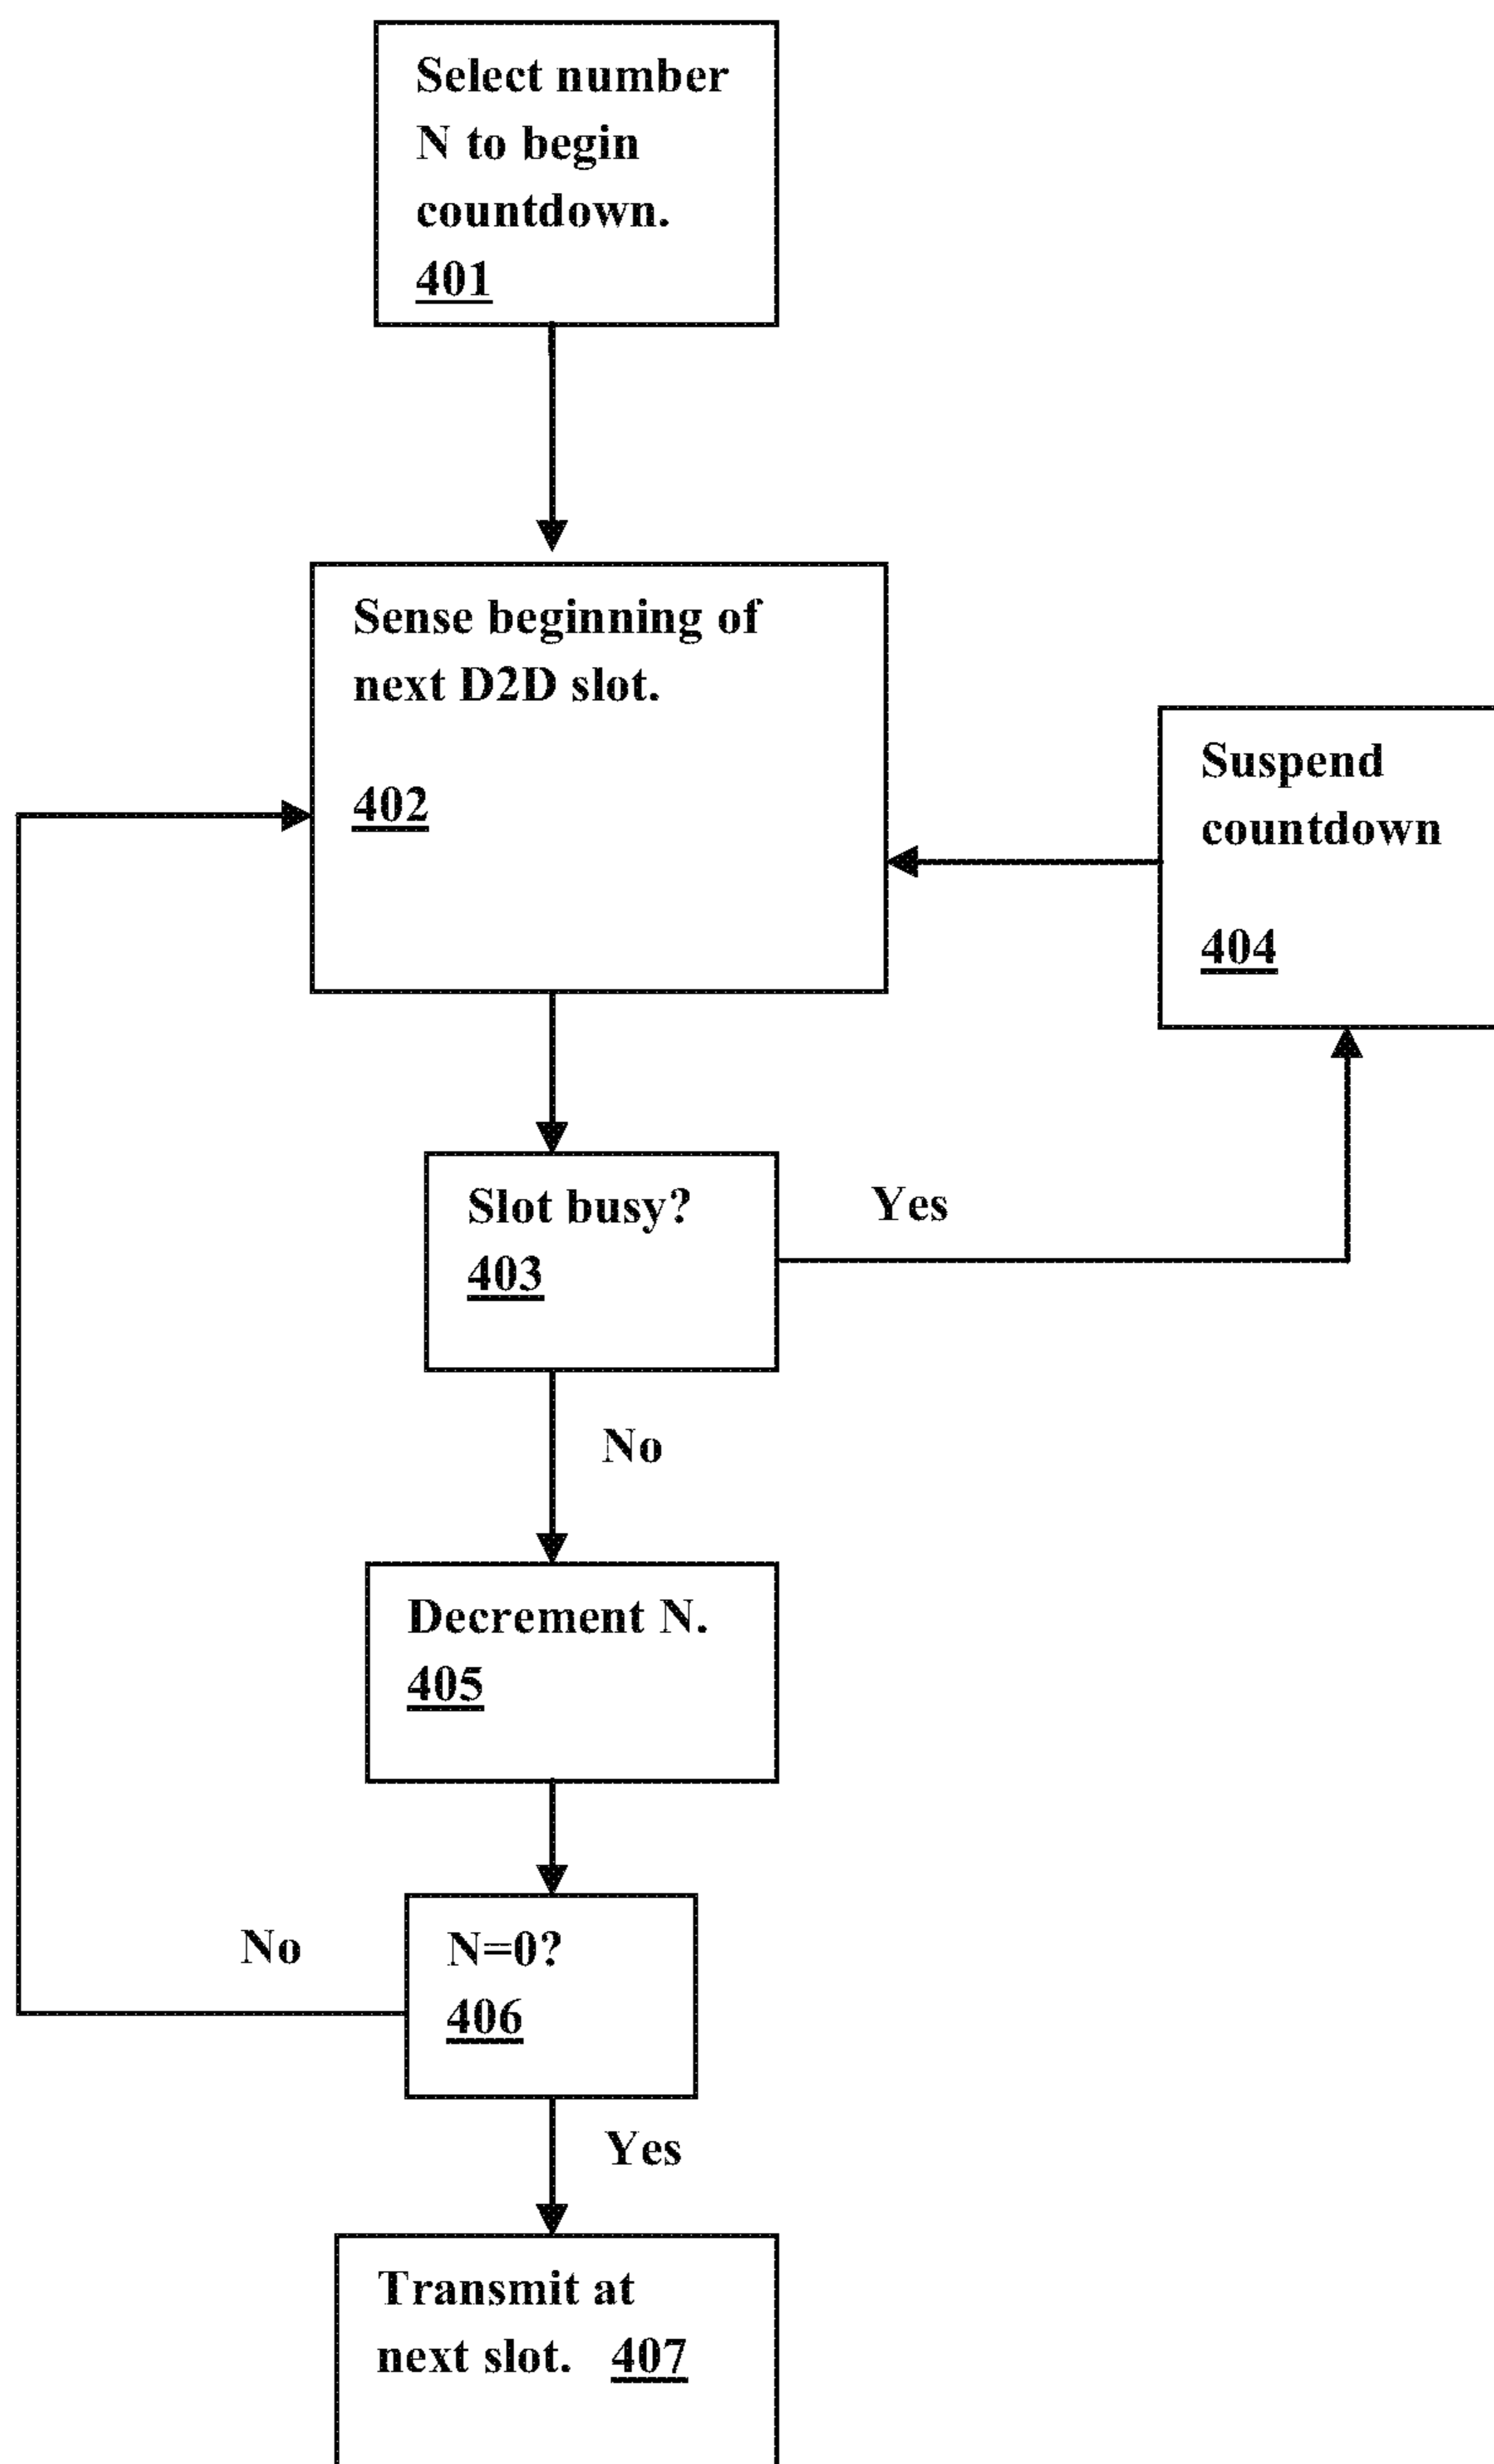 Select number
N to begin
countdown.
401
Sense beginning of
next D2D slot.
402
Suspend
countdown
404
Slot busy?
403
Yes
No
Decrement N.
405
No
N=0?
406
Yes
Transmit at
next slot. 407